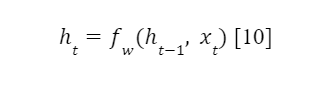 h_t = f_w(h_{t-1}, x_t) [10]